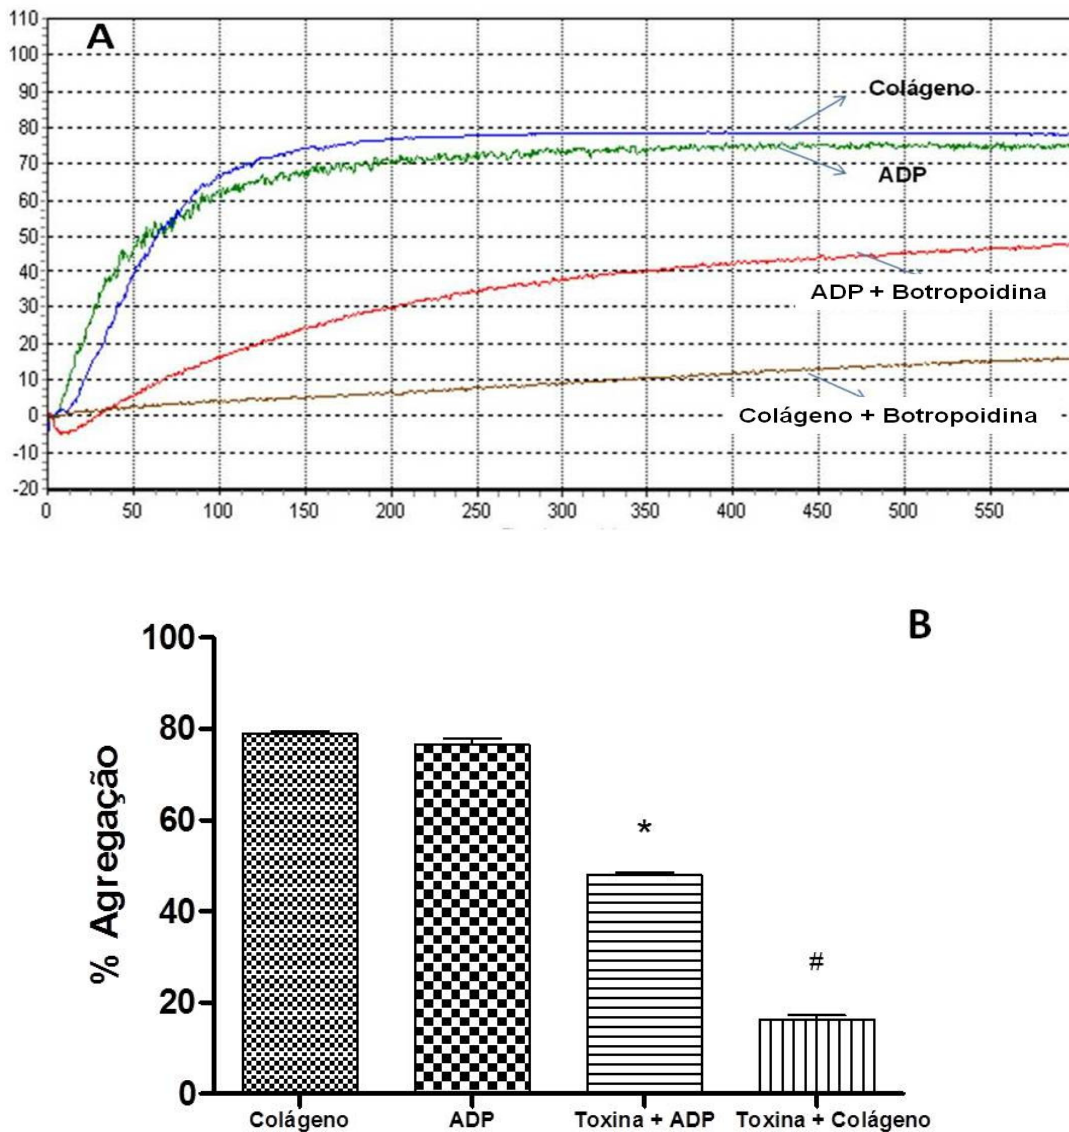 A
110
100
90
80
70
60
50
40
30
20
10
0
-10
-20
Colágeno
ADP
ADP + Botropoidina
Colágeno + Botropoidina
0 50 100 150 200 250 300 350 400 450 500 550
B
100
80
60
40
20
0
% Agregação
*
#
Colágeno ADP Toxina + ADP Toxina + Colágeno